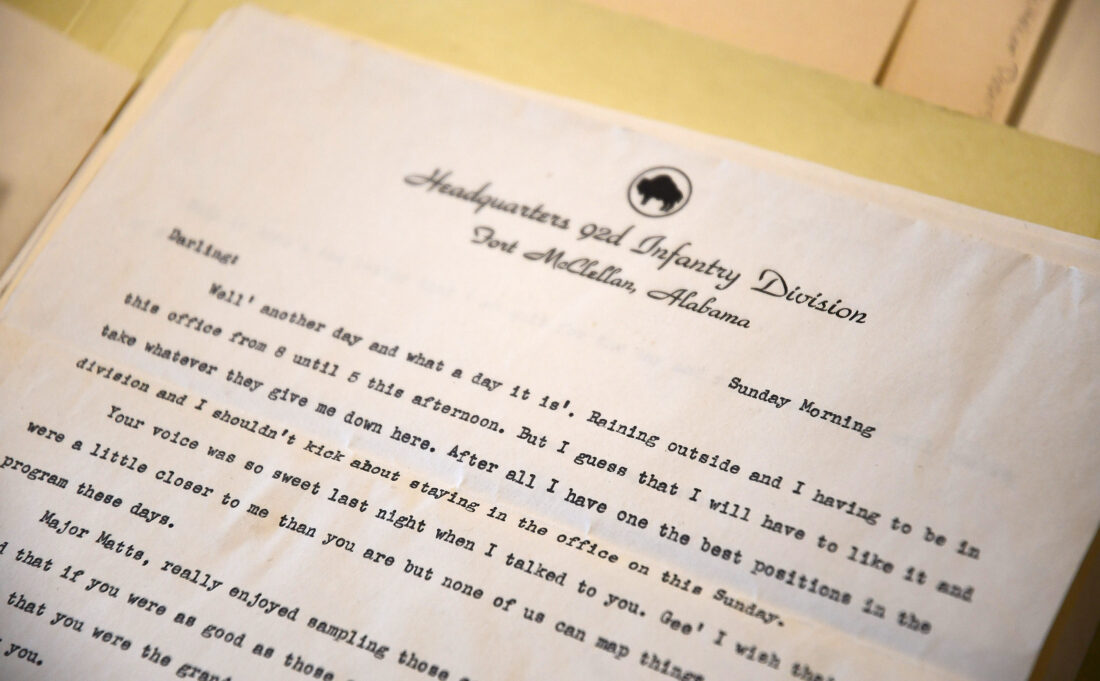 Headquarters 92d Infantry Division
Fort McClellan, Alabama
Sunday Morning
Darling:
Well' another day and what a day it is'. Raining outside and I having to be in
this office from 8 until 5 this afternoon. But I guess that I will have to like it and
take whatever they give me down here. After all I have one the best positions in the
division and I shouldn't kick about staying in the office on this Sunday.
Your voice was so sweet last night when I talked to you. Gee' I wish that
were a little closer to me than you are but none of us can map things
program these days.
Major Matts, really enjoyed sampling those
that if you were as good as those
that you were the
you.